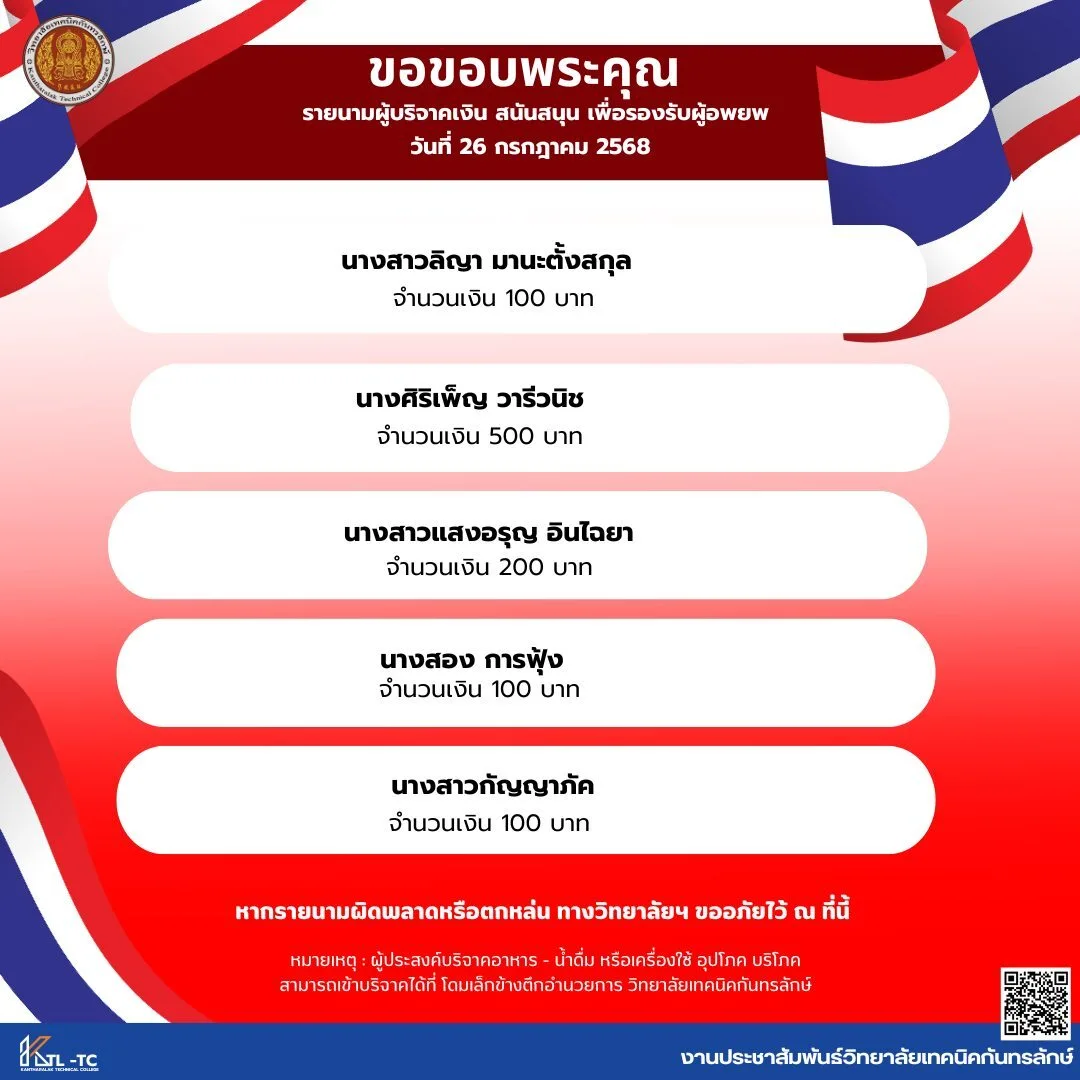 วิทยาลัยเทคนิคกันทรลักษ์
Kantharalak Technical College
ขอขอบพระคุณ
รายนามผู้บริจาคเงิน สนันสนุน เพื่อรองรับผู้อพยพ
วันที่ 26 กรกฎาคม 2568
นางสาวลิญา มานะตั้งสกุล
จำนวนเงิน 100 บาท
นางศิริเพ็ญ วารีวนิช
จำนวนเงิน 500 บาท
นางสาวแสงอรุญ อินไฉยา
จำนวนเงิน 200 บาท
นางสอง การฟุ้ง
จำนวนเงิน 100 บาท
นางสาวกัญญาภัค
จำนวนเงิน 100 บาท
หากรายนามผิดพลาดหรือตกหล่น ทางวิทยาลัยฯ ขออภัยไว้ ณ ที่นี้
หมายเหตุ : ผู้ประสงค์บริจาคอาหาร - น้ำดื่ม หรือเครื่องใช้ อุปโภค บริโภค
สามารถเข้าบริจาคได้ที่ โดมเล็กข้างตึกอำนวยการ วิทยาลัยเทคนิคกันทรลักษ์
KTL -TC
KANTHARALAK TECHNICAL COLLEGE
งานประชาสัมพันธ์วิทยาลัยเทคนิคกันทรลักษ์